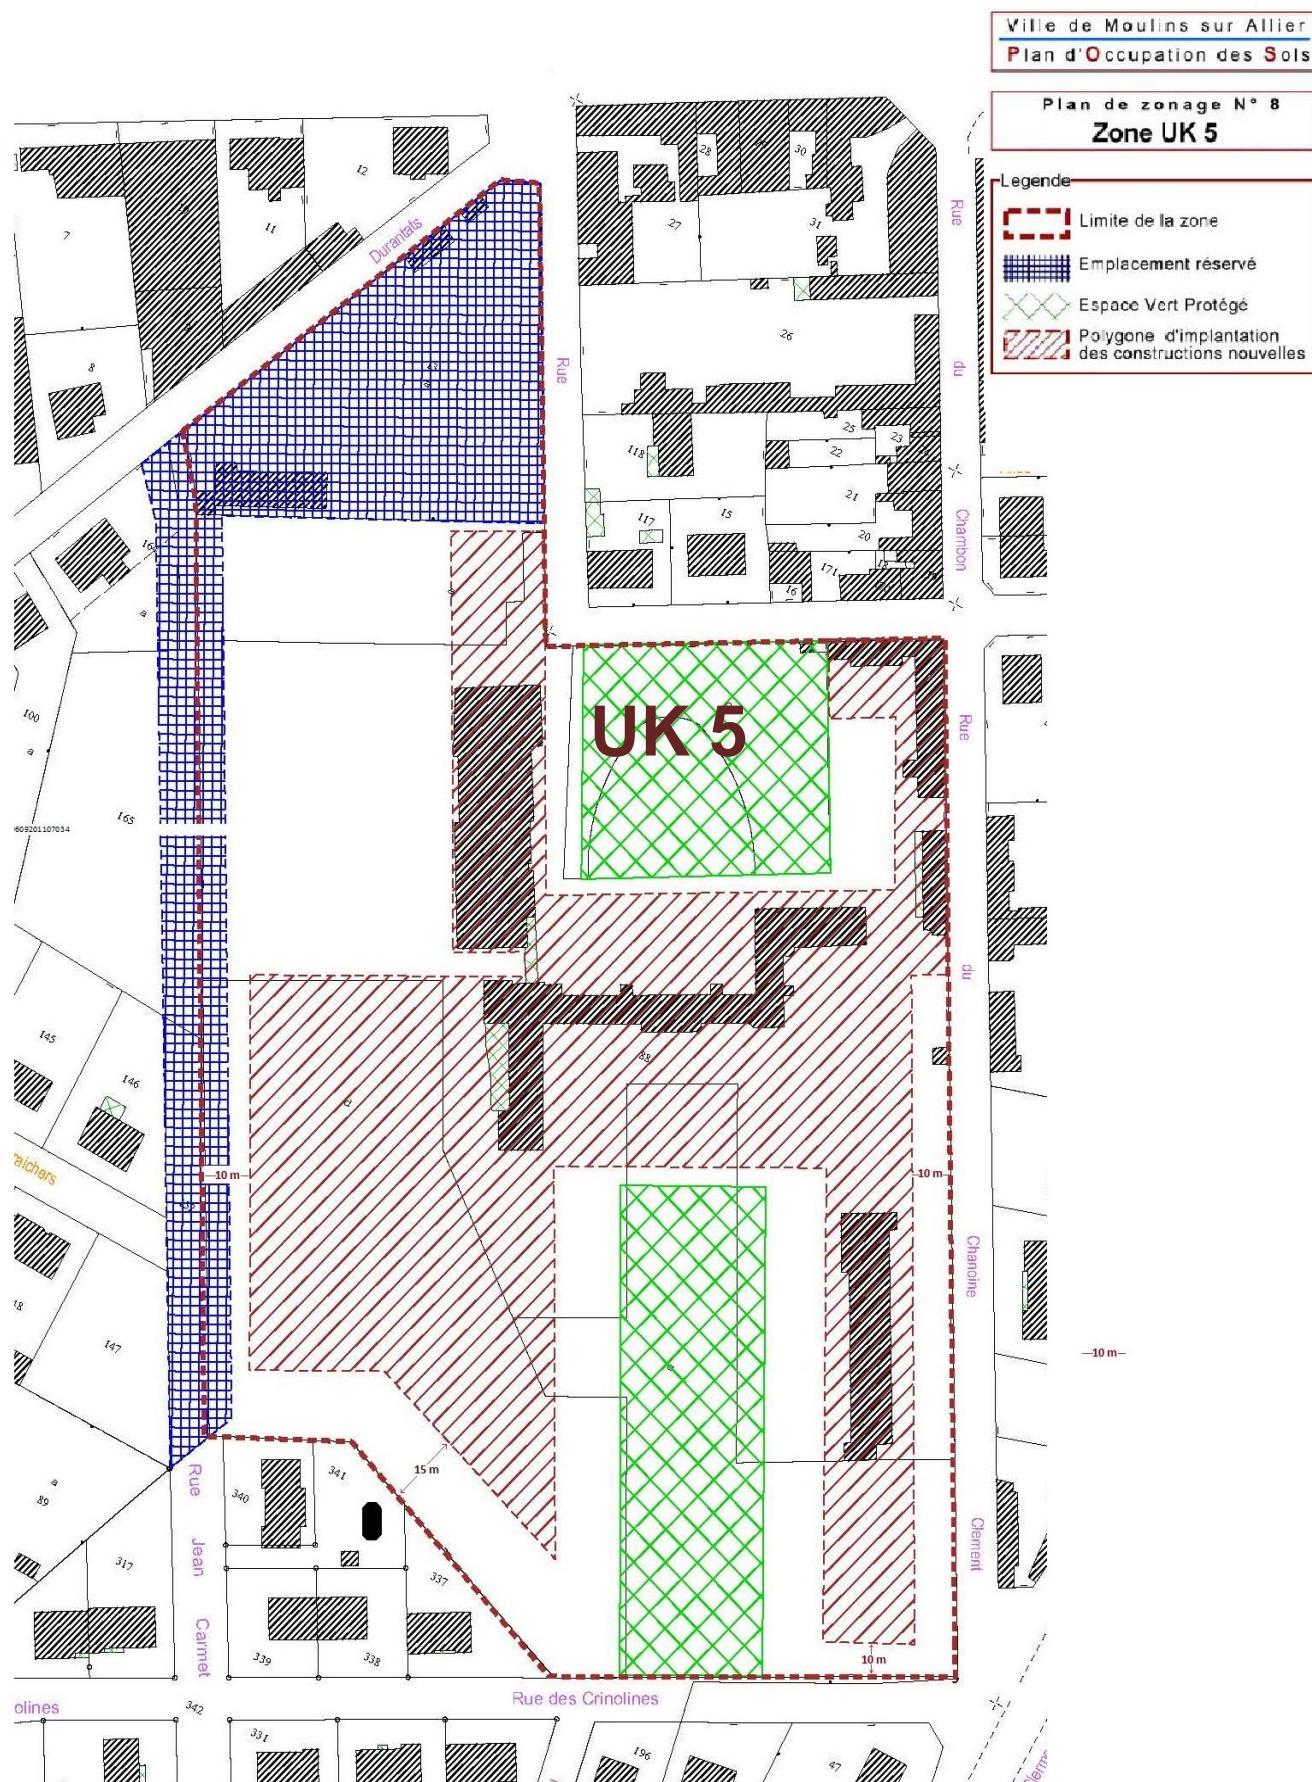 Ville de Moulins sur Allier
Plan d'Occupation des Sols
Plan de zonage N° 8
Zone UK 5
Legende
Limite de la zone
Emplacement réservé
Espace Vert Protégé
Polygone d'implantation
des constructions nouvelles
12
11
7
8
Durantats
28
30
27
31
26
Rue
Rue
du
Chambon
118
25
23
22
21
20
117
15
171
16
a
100
a
165
UK 5
Rue
du
Chanoine
Clement
145
146
88
10 m
10 m
10 m
147
15 m
10 m
a
89
317
Rue
Jean
Carmet
340
341
337
339
338
Rue des Crinolines
olines
342
331
196
47